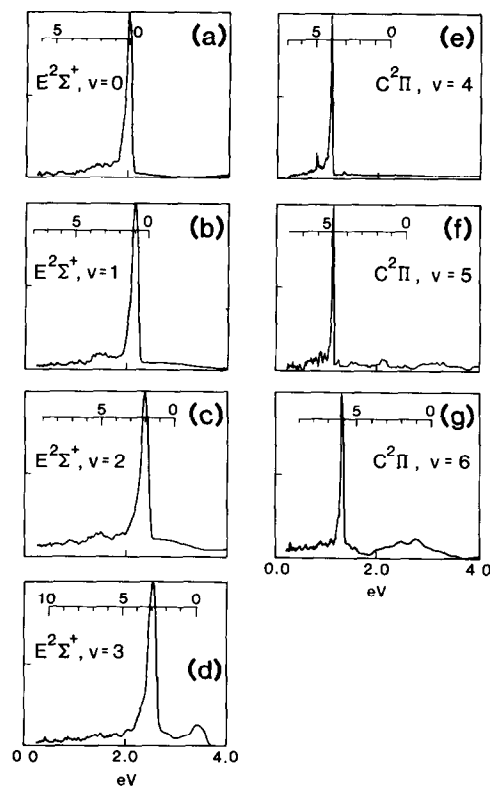 5 0 (a)
E²Σ⁺, v=0
5 0 (b)
E²Σ⁺, v=1
5 0 (c)
E²Σ⁺, v=2
10 5 0
E²Σ⁺, v=3
(d)
0.0 2.0 4.0
eV
5 0 (e)
C²Π, v=4
5 0 (f)
C²Π, v=5
5 0 (g)
C²Π, v=6
0.0 2.0 4.0
eV